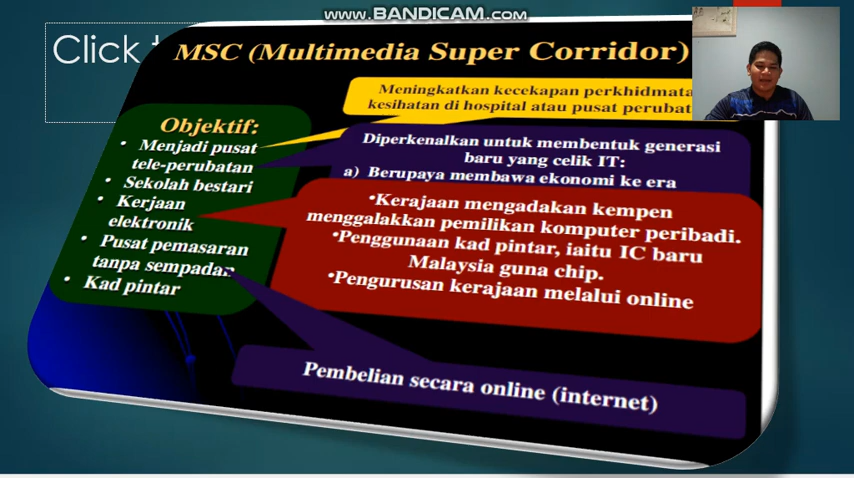 www.BANDICAM.com
Click t
MSC (Multimedia Super Corridor)
Meningkatkan kecekapan perkhidmata
kesihatan di hospital atau pusat perubat
Objektif:
• Menjadi pusat
tele-perubatan
• Sekolah bestari
• Kerjaan
elektronik
• Pusat pemasaran
tanpa sempadan
• Kad pintar
Diperkenalkan untuk membentuk generasi
baru yang celik IT:
a) Berupaya membawa ekonomi ke era
•Kerajaan mengadakan kempen
menggalakkan pemilikan komputer peribadi.
•Penggunaan kad pintar, iaitu IC baru
Malaysia guna chip.
•Pengurusan kerajaan melalui online
Pembelian secara online (internet)